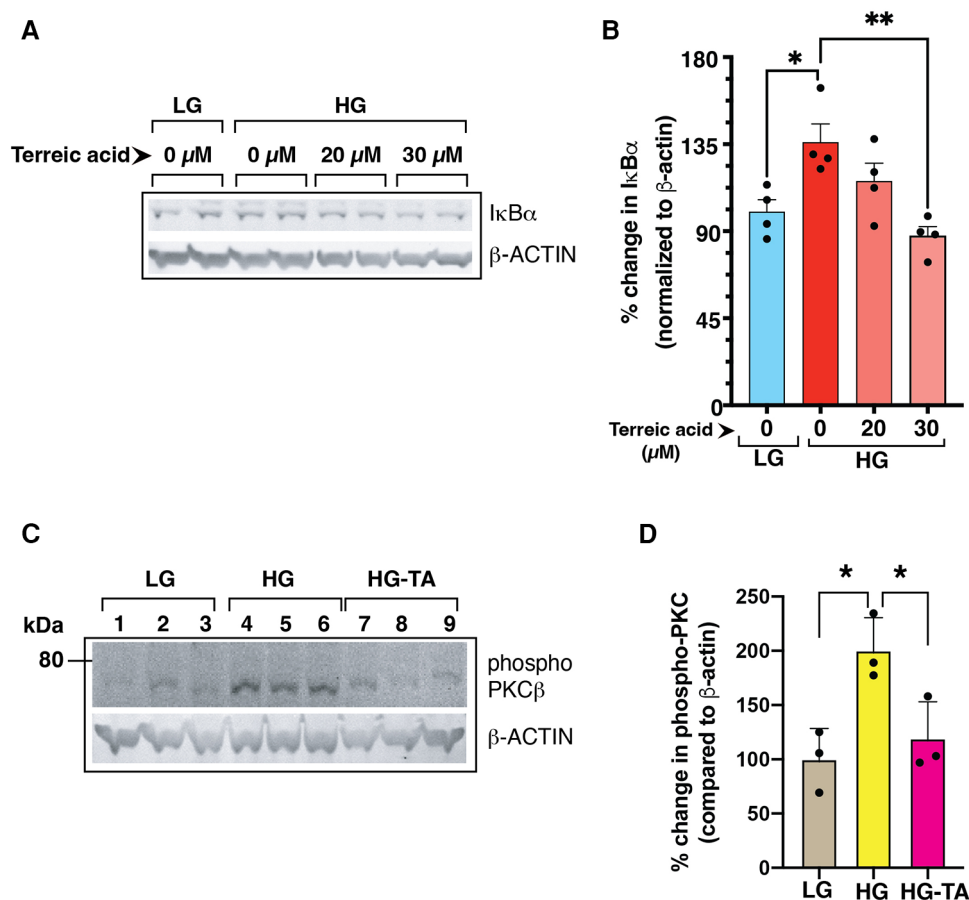 A
LG HG
Terreic acid➤ 0 µM 0 µM 20 µM 30 µM
IκBα
β-ACTIN
B
% change in IκBα
(normalized to β-actin)
180
135
90
45
0
* **
Terreic acid ➤ 0 0 20 30
(µM)
LG HG
C
LG HG HG-TA
kDa 1 2 3 4 5 6 7 8 9
80
phospho
PKCβ
β-ACTIN
D
% change in phospho-PKC
(compared to β-actin)
250
200
150
100
50
0
* *
LG HG HG-TA